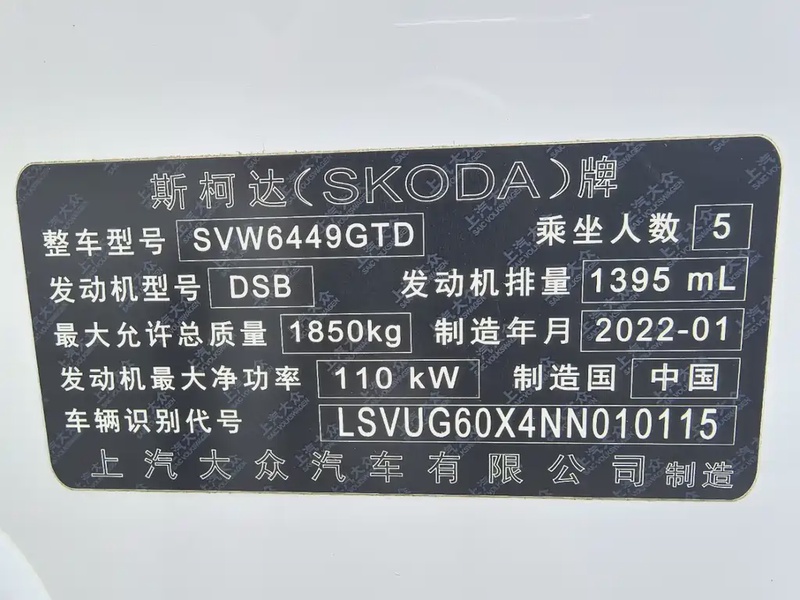 斯柯达(SKODA)牌
整车型号 SVW6449GTD 乘坐人数 5
发动机型号 DSB 发动机排量 1395 mL
最大允许总质量 1850kg 制造年月 2022-01
发动机最大净功率 110 kW 制造国 中国
车辆识别代号 LSVUG60X4NN010115
上汽大众汽车有限公司 制造